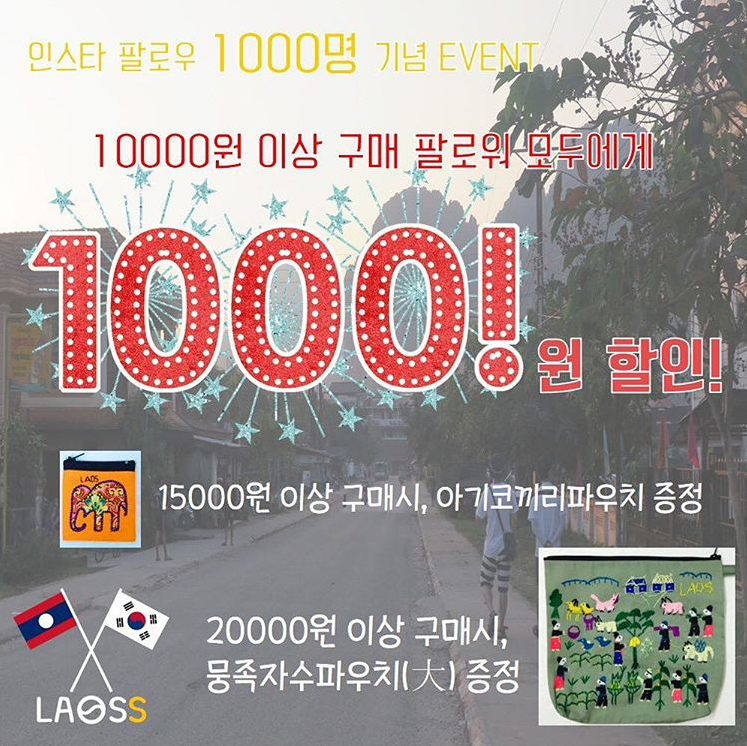 인스타 팔로우 1000명 기념 EVENT
10000원 이상 구매 팔로워 모두에게
1000!원 할인!
LAOS
15000원 이상 구매시, 아기코끼리파우치 증정
LAOS
20000원 이상 구매시,
뭉족자수파우치(大) 증정
LAOSS